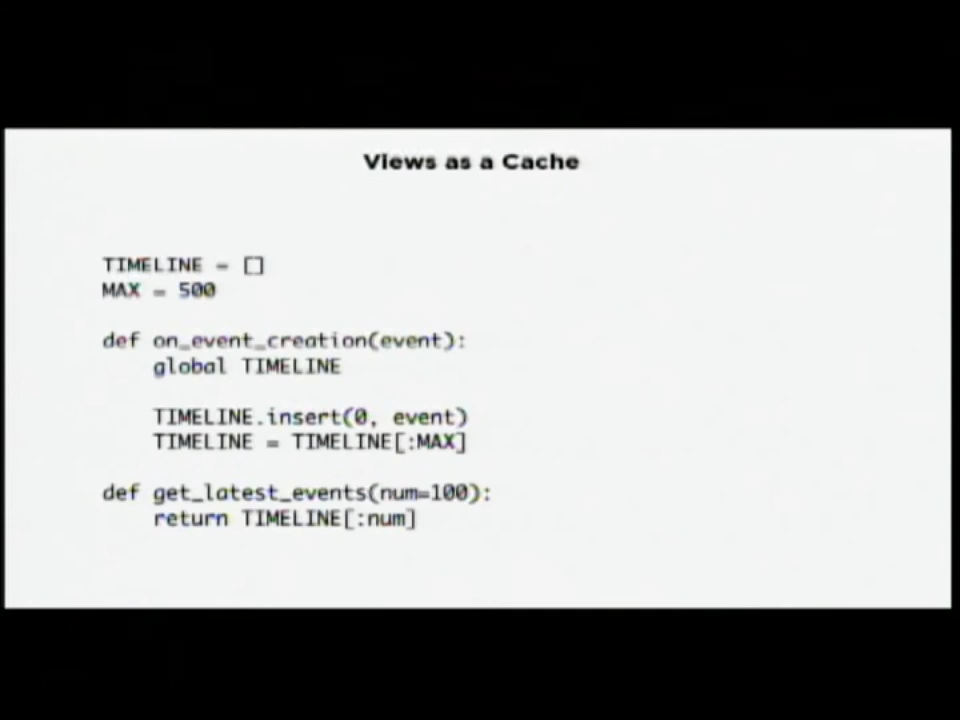 Views as a Cache
TIMELINE = []
MAX = 500
def on_event_creation(event):
global TIMELINE
TIMELINE.insert(0, event)
TIMELINE = TIMELINE[:MAX]
def get_latest_events(num=100):
return TIMELINE[:num]